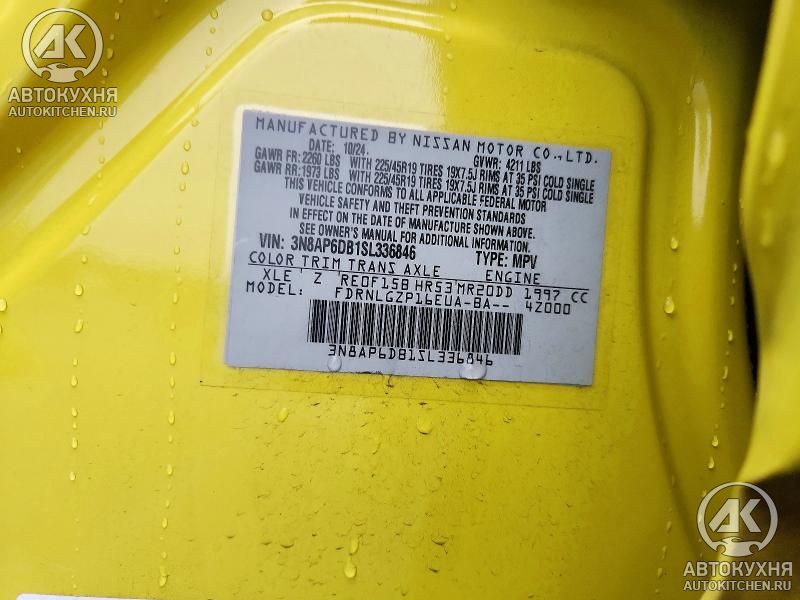 АК
АВТОКУХНЯ
AUTOKITCHEN.RU
MANUFACTURED BY NISSAN MOTOR CO.,LTD.
DATE: 10/24. GVWR: 4211 LBS
GAWR FR: 2260 LBS WITH 225/45R19 TIRES 19X7.5J RIMS AT 35 PSI COLD SINGLE
GAWR RR: 1973 LBS WITH 225/45R19 TIRES 19X7.5J RIMS AT 35 PSI COLD SINGLE
THIS VEHICLE CONFORMS TO ALL APPLICABLE FEDERAL MOTOR
VEHICLE SAFETY AND THEFT PREVENTION STANDARDS
IN EFFECT ON THE DATE OF MANUFACTURE SHOWN ABOVE.
SEE OWNER'S MANUAL FOR ADDITIONAL INFORMATION.
VIN: 3N8AP6DB1SL336846 TYPE: MPV
COLOR TRIM TRANS AXLE ENGINE
XLE' Z 'RE0F15B HR53'MR20DD 1997 CC
MODEL: FDRNLGZP16EUA-BA-- 42000
3N8AP6DB1SL336846
АК
АВТОКУХНЯ
AUTOKITCHEN.RU